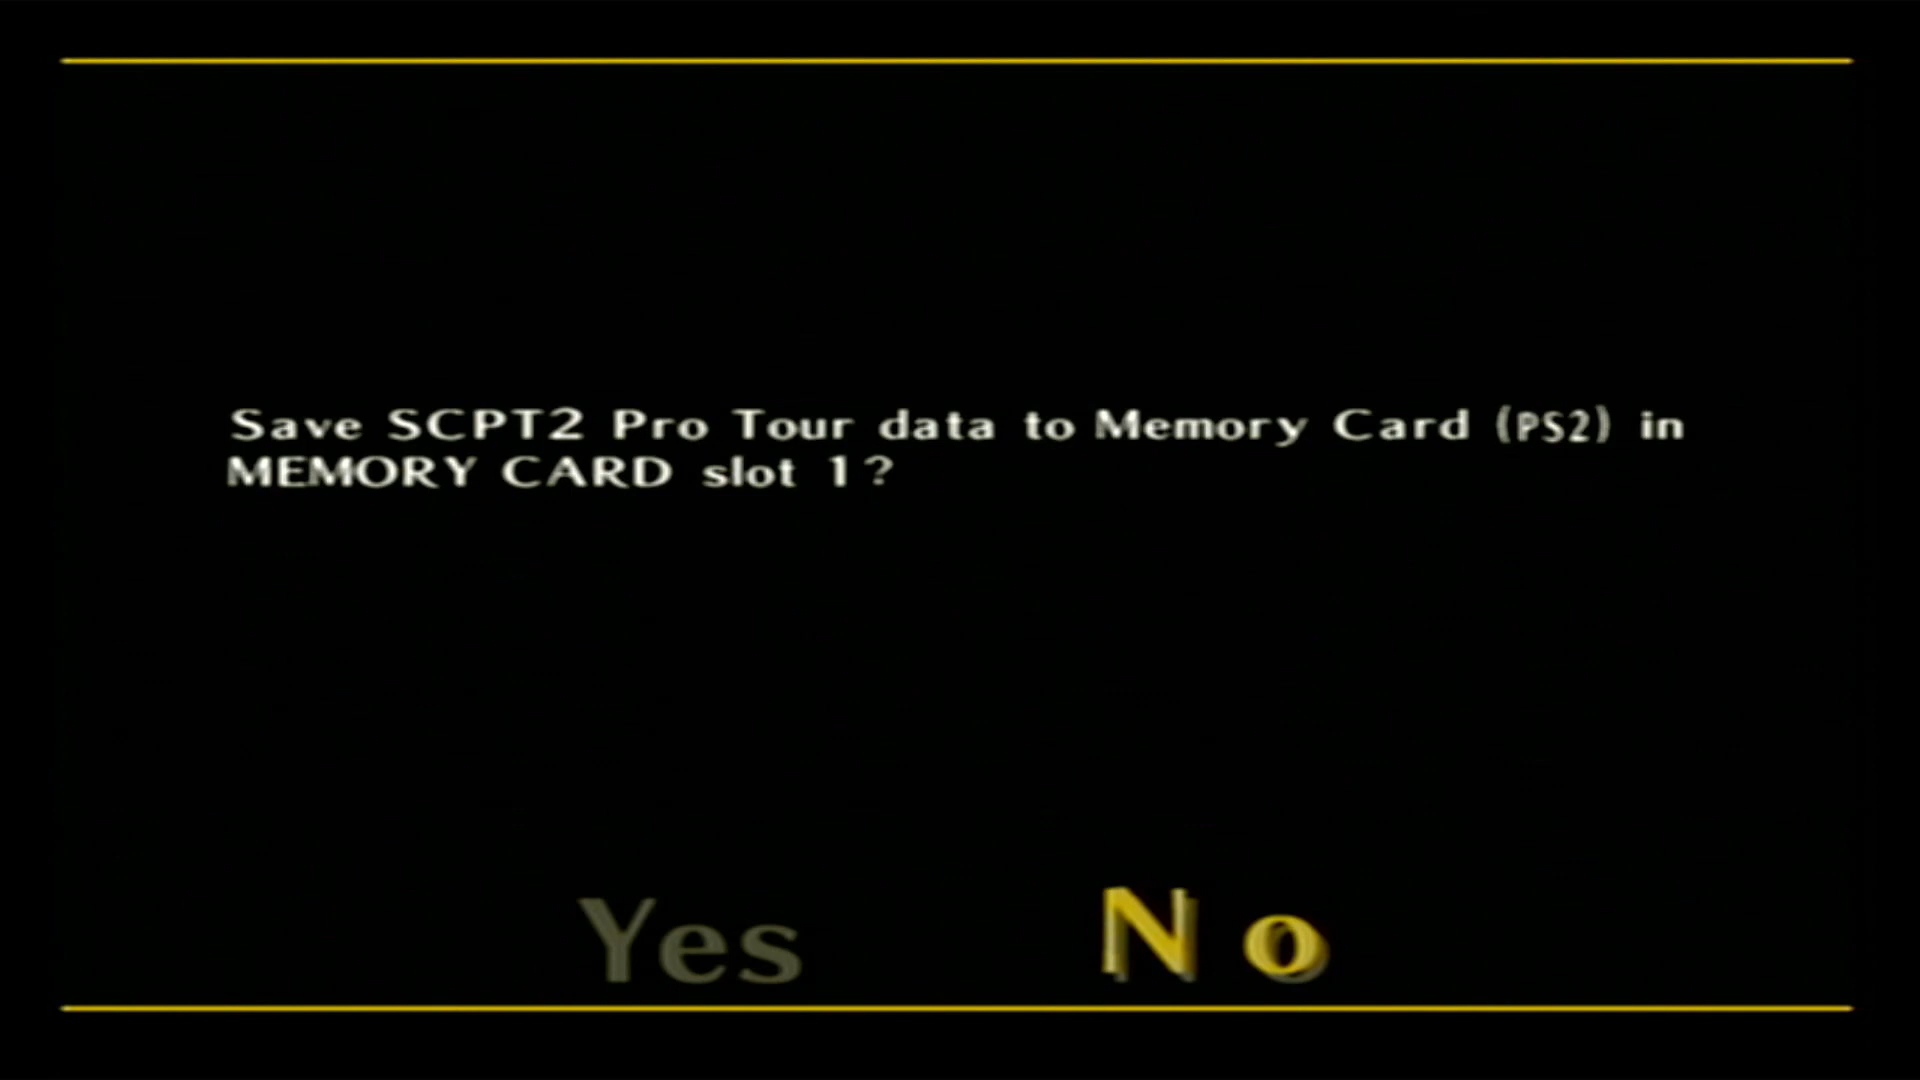 Save SCPT2 Pro Tour data to Memory Card (PS2) in
MEMORY CARD slot 1?
Yes No